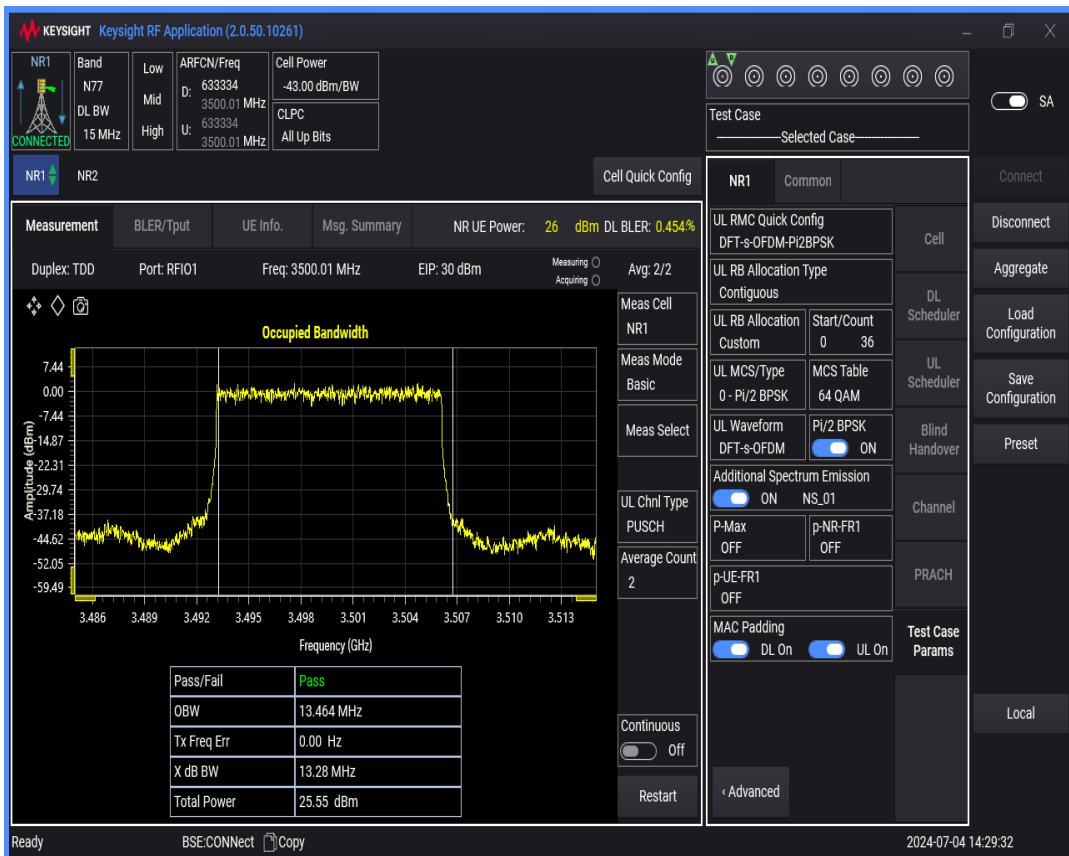 KEYSIGHT Keysight RF Application (2.0.50.10261)
NR1
CONNECTED
Band
N77
DL BW
15 MHz
Low
Mid
High
ARFCN/Freq
D: 633334
3500.01 MHz
U: 633334
3500.01 MHz
Cell Power
-43.00 dBm/BW
CLPC
All Up Bits
Test Case
--------------------Selected Case--------------------
SA
NR1 NR2 Cell Quick Config
Measurement BLER/Tput UE Info. Msg. Summary NR UE Power: 26 dBm DL BLER: 0.454%
Duplex: TDD Port: RFIO1 Freq: 3500.01 MHz EIP: 30 dBm Measuring Avg: 2/2
Acquiring
Occupied Bandwidth
Amplitude (dBm)
7.44
0.00
-7.44
-14.87
-22.31
-29.74
-37.18
-44.62
-52.05
-59.49
3.486 3.489 3.492 3.495 3.498 3.501 3.504 3.507 3.510 3.513
Frequency (GHz)
Pass/Fail Pass
OBW 13.464 MHz
Tx Freq Err 0.00 Hz
X dB BW 13.28 MHz
Total Power 25.55 dBm
Meas Cell
NR1
Meas Mode
Basic
Meas Select
UL Chnl Type
PUSCH
Average Count
2
Continuous
Off
Restart
NR1 Common
UL RMC Quick Config
DFT-s-OFDM-Pi2BPSK
UL RB Allocation Type
Contiguous
UL RB Allocation
Custom
Start/Count
0 36
UL MCS/Type
0 - Pi/2 BPSK
MCS Table
64 QAM
UL Waveform
DFT-s-OFDM
Pi/2 BPSK
ON
Additional Spectrum Emission
ON NS_01
P-Max
OFF
p-NR-FR1
OFF
p-UE-FR1
OFF
MAC Padding
DL On UL On
‹ Advanced
Cell
DL
Scheduler
UL
Scheduler
Blind
Handover
Channel
PRACH
Test Case
Params
Connect
Disconnect
Aggregate
Load
Configuration
Save
Configuration
Preset
Local
Ready BSE:CONNect Copy 2024-07-04 14:29:32